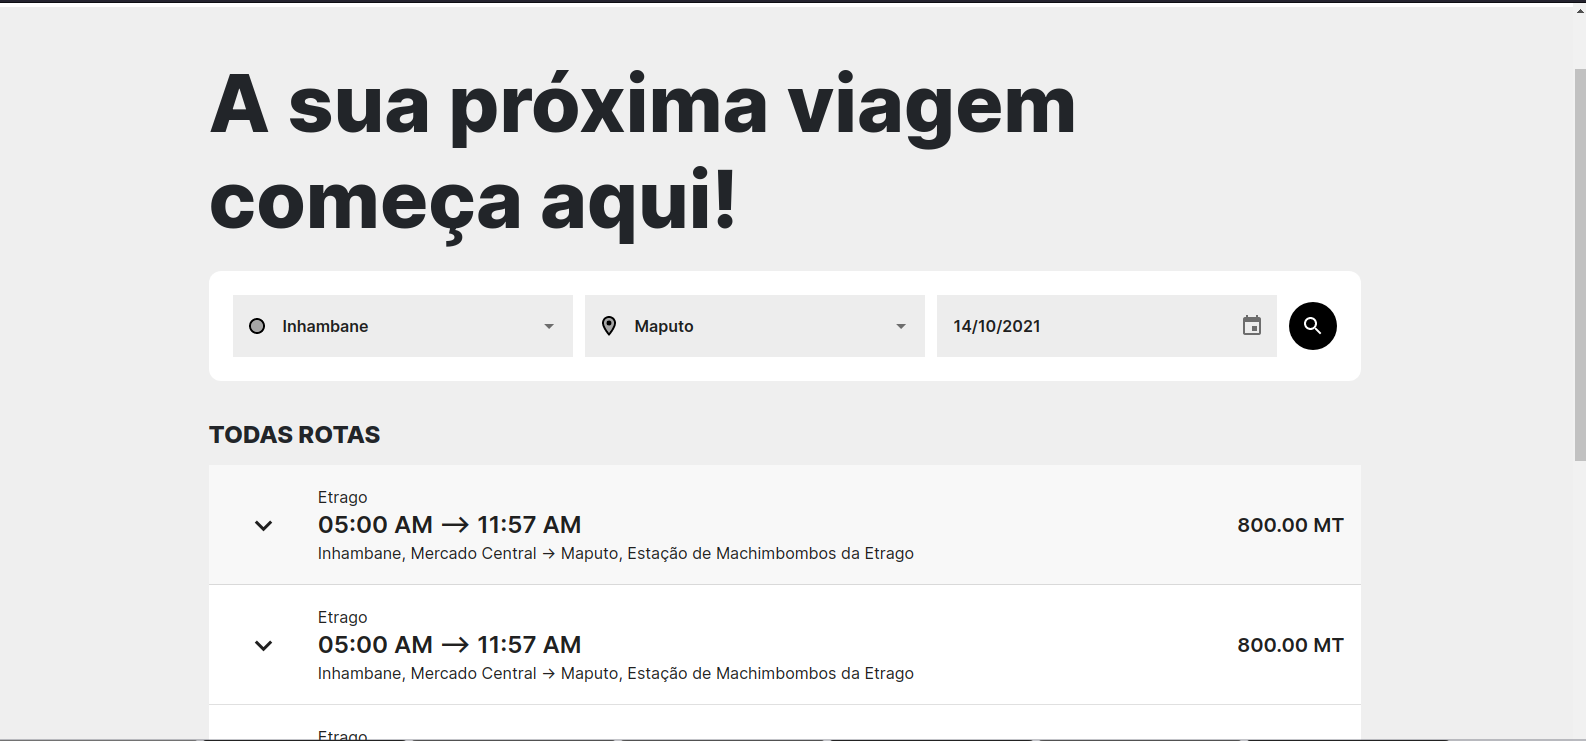 A sua próxima viagem
começa aqui!
Inhambane
Maputo
14/10/2021
TODAS ROTAS
Etrago
05:00 AM → 11:57 AM
800.00 MT
Inhambane, Mercado Central → Maputo, Estação de Machimbombos da Etrago
Etrago
05:00 AM → 11:57 AM
800.00 MT
Inhambane, Mercado Central → Maputo, Estação de Machimbombos da Etrago
Etrago